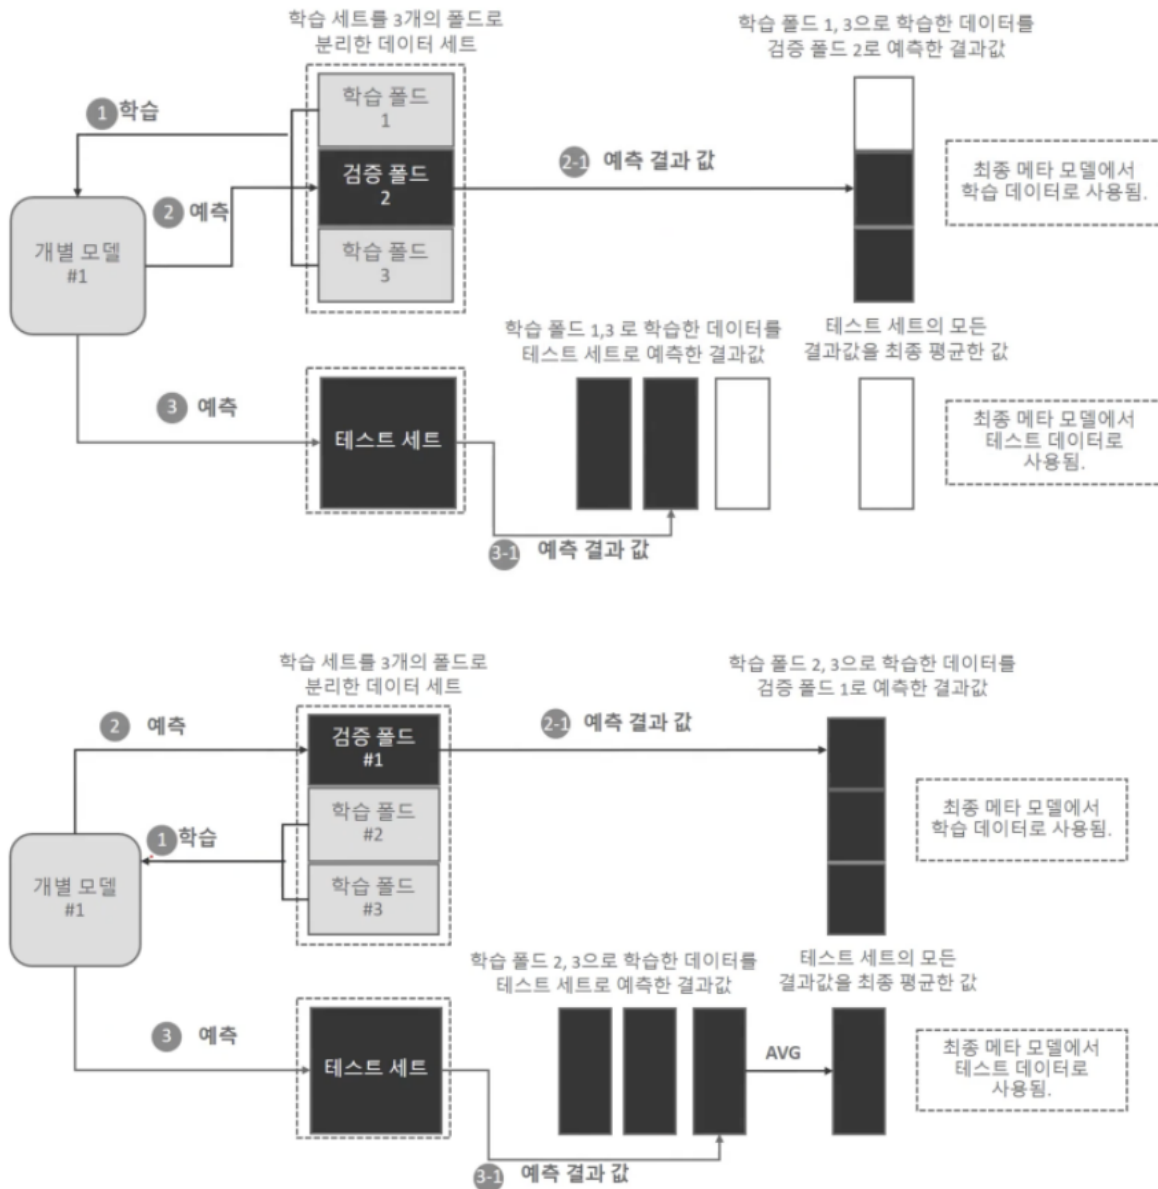 학습 세트를 3개의 폴드로
분리한 데이터 세트
학습 폴드 1, 3으로 학습한 데이터를
검증 폴드 2로 예측한 결과값
1 학습
학습 폴드
1
2-1 예측 결과 값
검증 폴드
2
최종 메타 모델에서
학습 데이터로 사용됨.
2 예측
개별 모델
#1
학습 폴드
3
학습 폴드 1,3 로 학습한 데이터를
테스트 세트로 예측한 결과값
테스트 세트의 모든
결과값을 최종 평균한 값
3 예측
테스트 세트
최종 메타 모델에서
테스트 데이터로
사용됨.
3-1 예측 결과 값
학습 세트를 3개의 폴드로
분리한 데이터 세트
학습 폴드 2, 3으로 학습한 데이터를
검증 폴드 1로 예측한 결과값
2 예측
검증 폴드
#1
2-1 예측 결과 값
1 학습
학습 폴드
#2
최종 메타 모델에서
학습 데이터로 사용됨.
개별 모델
#1
학습 폴드
#3
학습 폴드 2, 3으로 학습한 데이터를
테스트 세트로 예측한 결과값
테스트 세트의 모든
결과값을 최종 평균한 값
3 예측
테스트 세트
AVG
최종 메타 모델에서
테스트 데이터로
사용됨.
3-1 예측 결과 값